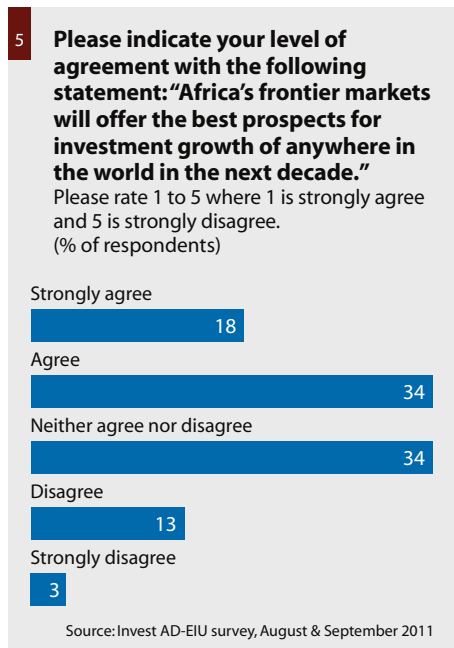 5
Please indicate your level of
agreement with the following
statement: “Africa’s frontier markets
will offer the best prospects for
investment growth of anywhere in
the world in the next decade.”
Please rate 1 to 5 where 1 is strongly agree
and 5 is strongly disagree.
(% of respondents)
Strongly agree
18
Agree
34
Neither agree nor disagree
34
Disagree
13
Strongly disagree
3
Source: Invest AD-EIU survey, August & September 2011